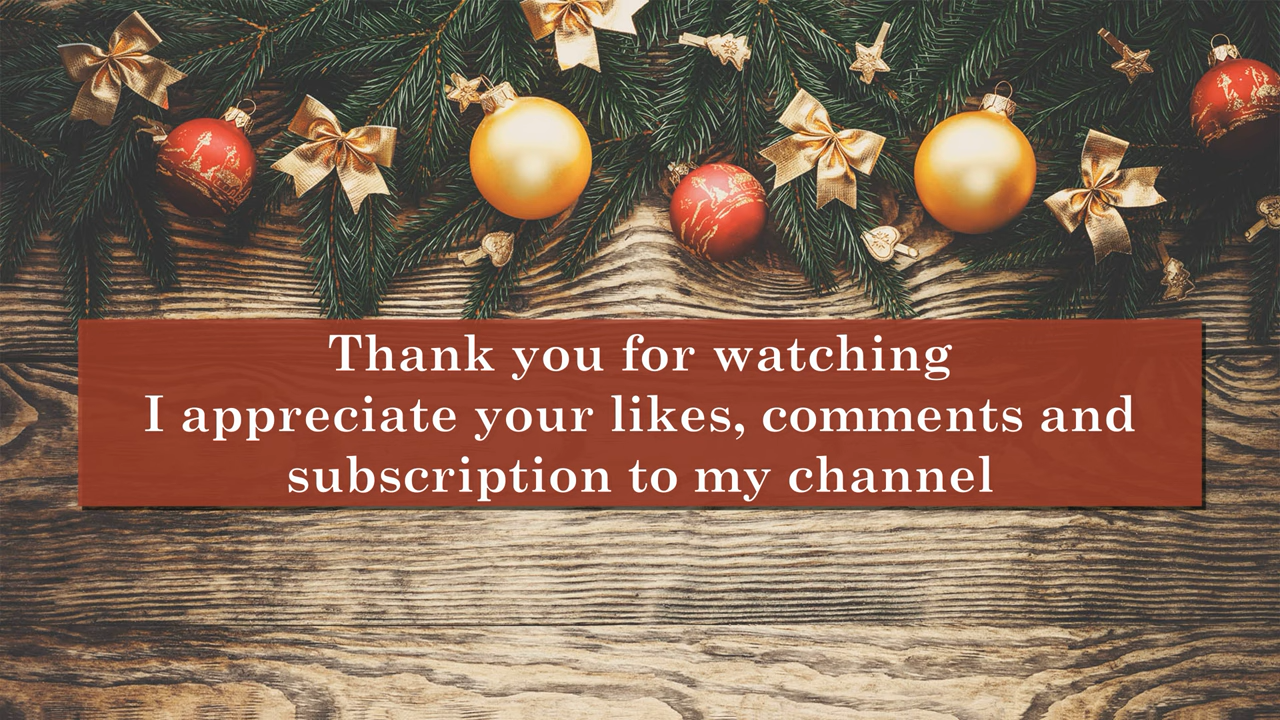 Thank you for watching
I appreciate your likes, comments and
subscription to my channel